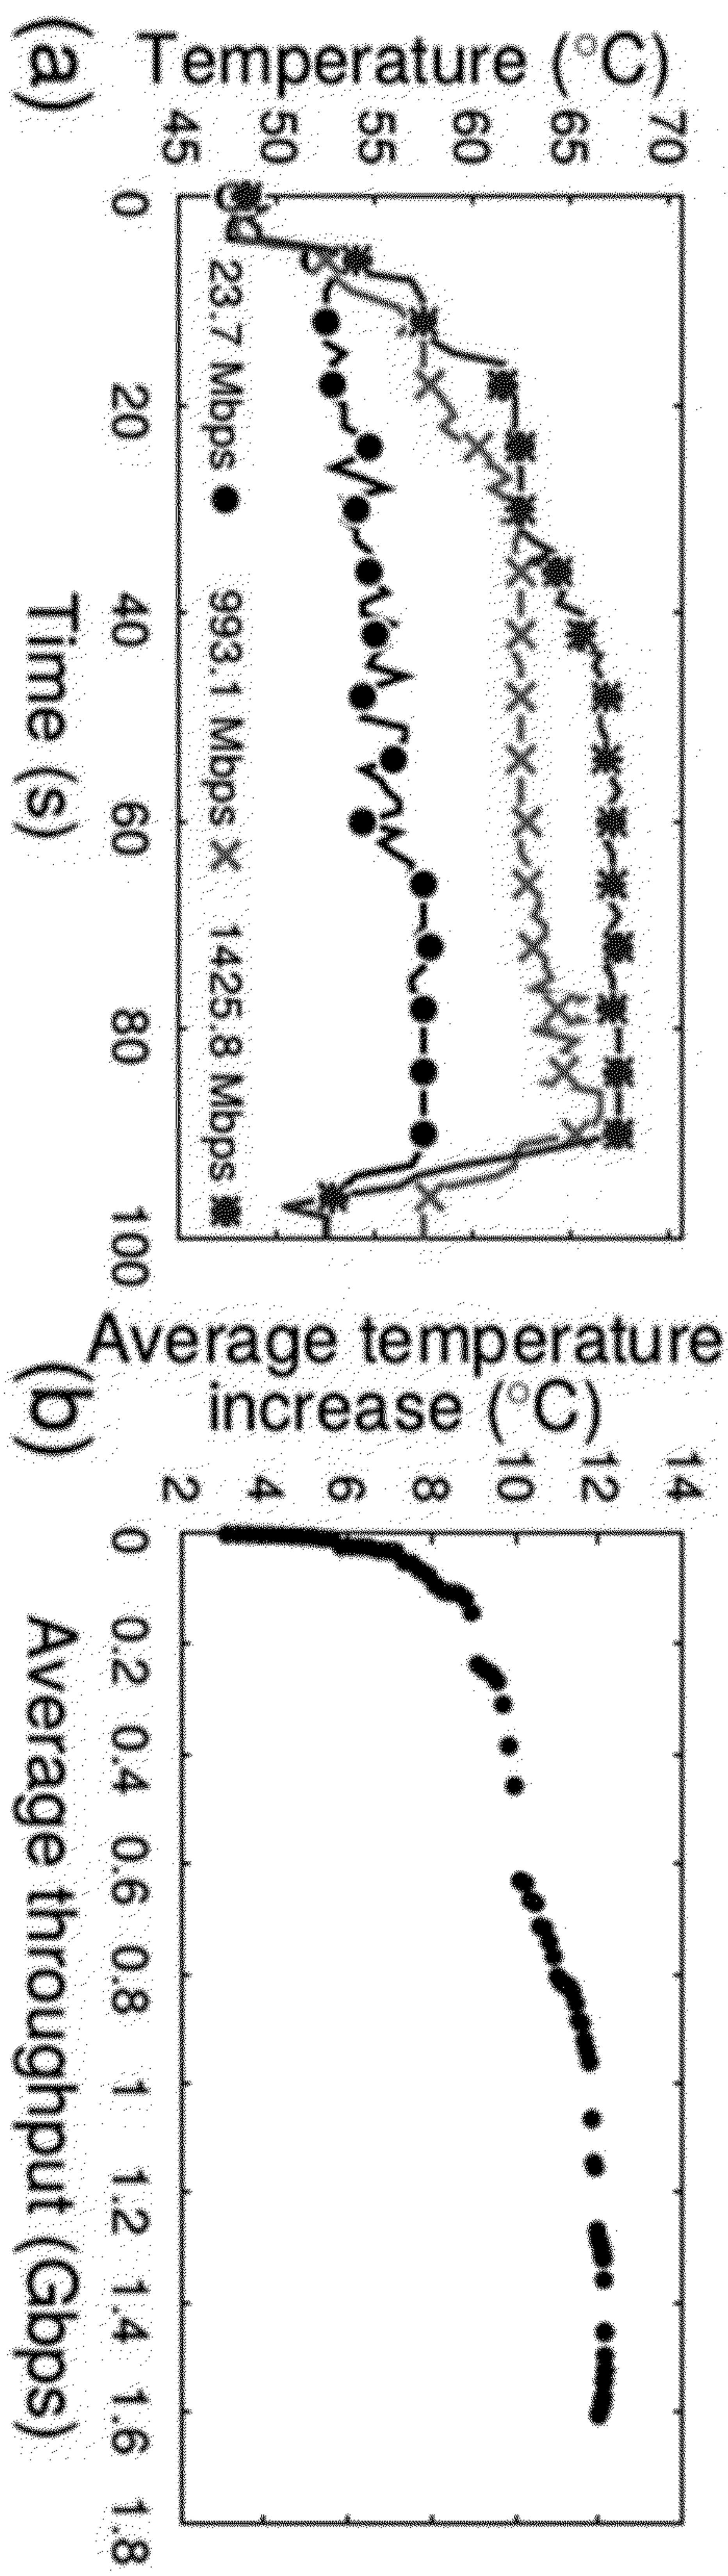 Temperature (°C)
70
65
60
55
50
45
0
20
40
60
80
100
23.7 Mbps
993.1 Mbps
1425.8 Mbps
Time (s)
(a)
Average temperature
increase (°C)
14
12
10
8
6
4
2
0
0.2
0.4
0.6
0.8
1
1.2
1.4
1.6
1.8
Average throughput (Gbps)
(b)